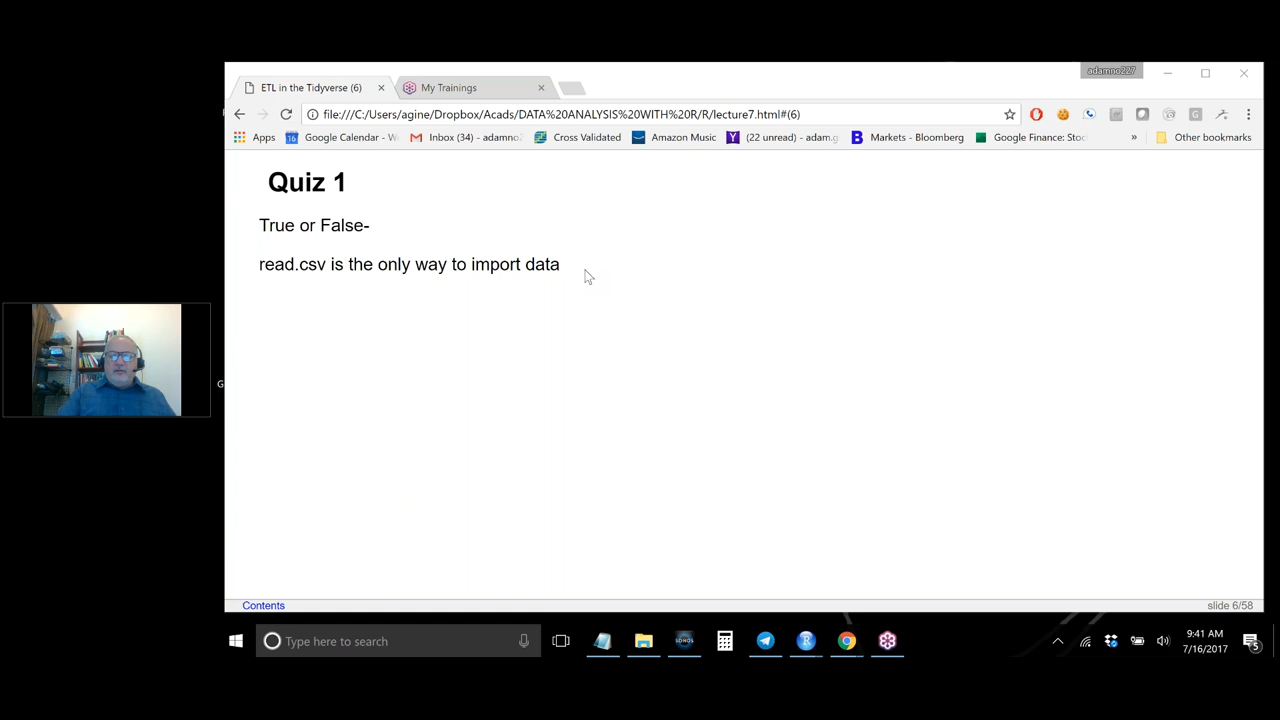 adamno227
ETL in the Tidyverse (6)
My Trainings
file:///C:/Users/agine/Dropbox/Acads/DATA%20ANALYSIS%20WITH%20R/R/lecture7.html#(6)
Apps
Google Calendar - W
Inbox (34) - adamno
Cross Validated
Amazon Music
(22 unread) - adam.g
Markets - Bloomberg
Google Finance: Stoc
»
Other bookmarks
Quiz 1
True or False-
read.csv is the only way to import data
G
Contents
slide 6/58
Type here to search
SONOS
9:41 AM
7/16/2017
5